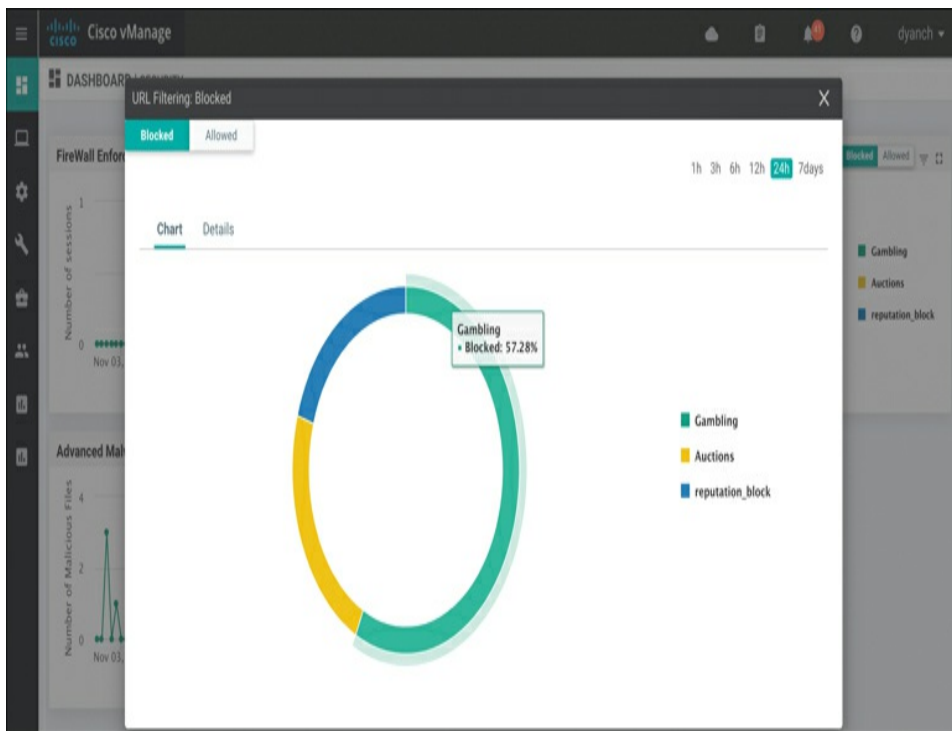 CISCO
Cisco vManage
dyanch
DASHBOARD
URL Filtering: Blocked
X
Blocked
Allowed
1h 3h 6h 12h 24h 7days
Chart
Details
Gambling
• Blocked: 57.28%
Gambling
Auctions
reputation_block
FireWall Enfor
Number of sessions
1
0
Nov 03,
Blocked
Allowed
Gambling
Auctions
reputation_block
Advanced Mal
Number of Malicious Files
4
2
0
Nov 03,